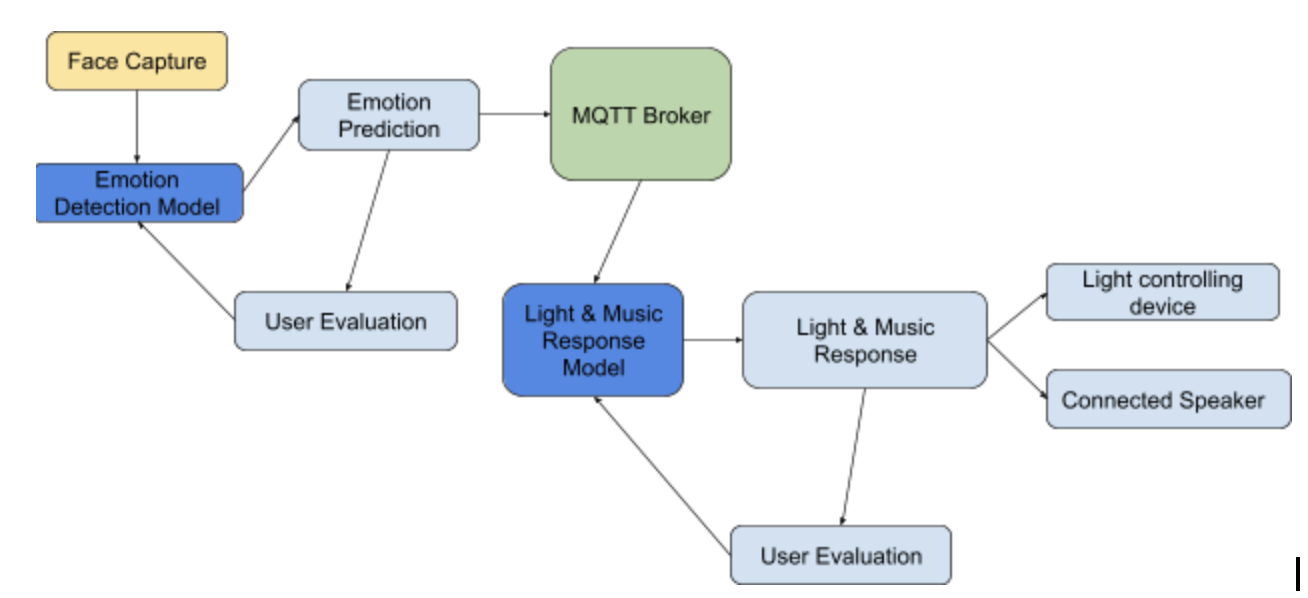 Face Capture
Emotion
Prediction
MQTT Broker
Emotion
Detection Model
User Evaluation
Light & Music
Response
Model
Light & Music
Response
Light controlling
device
Connected Speaker
User Evaluation